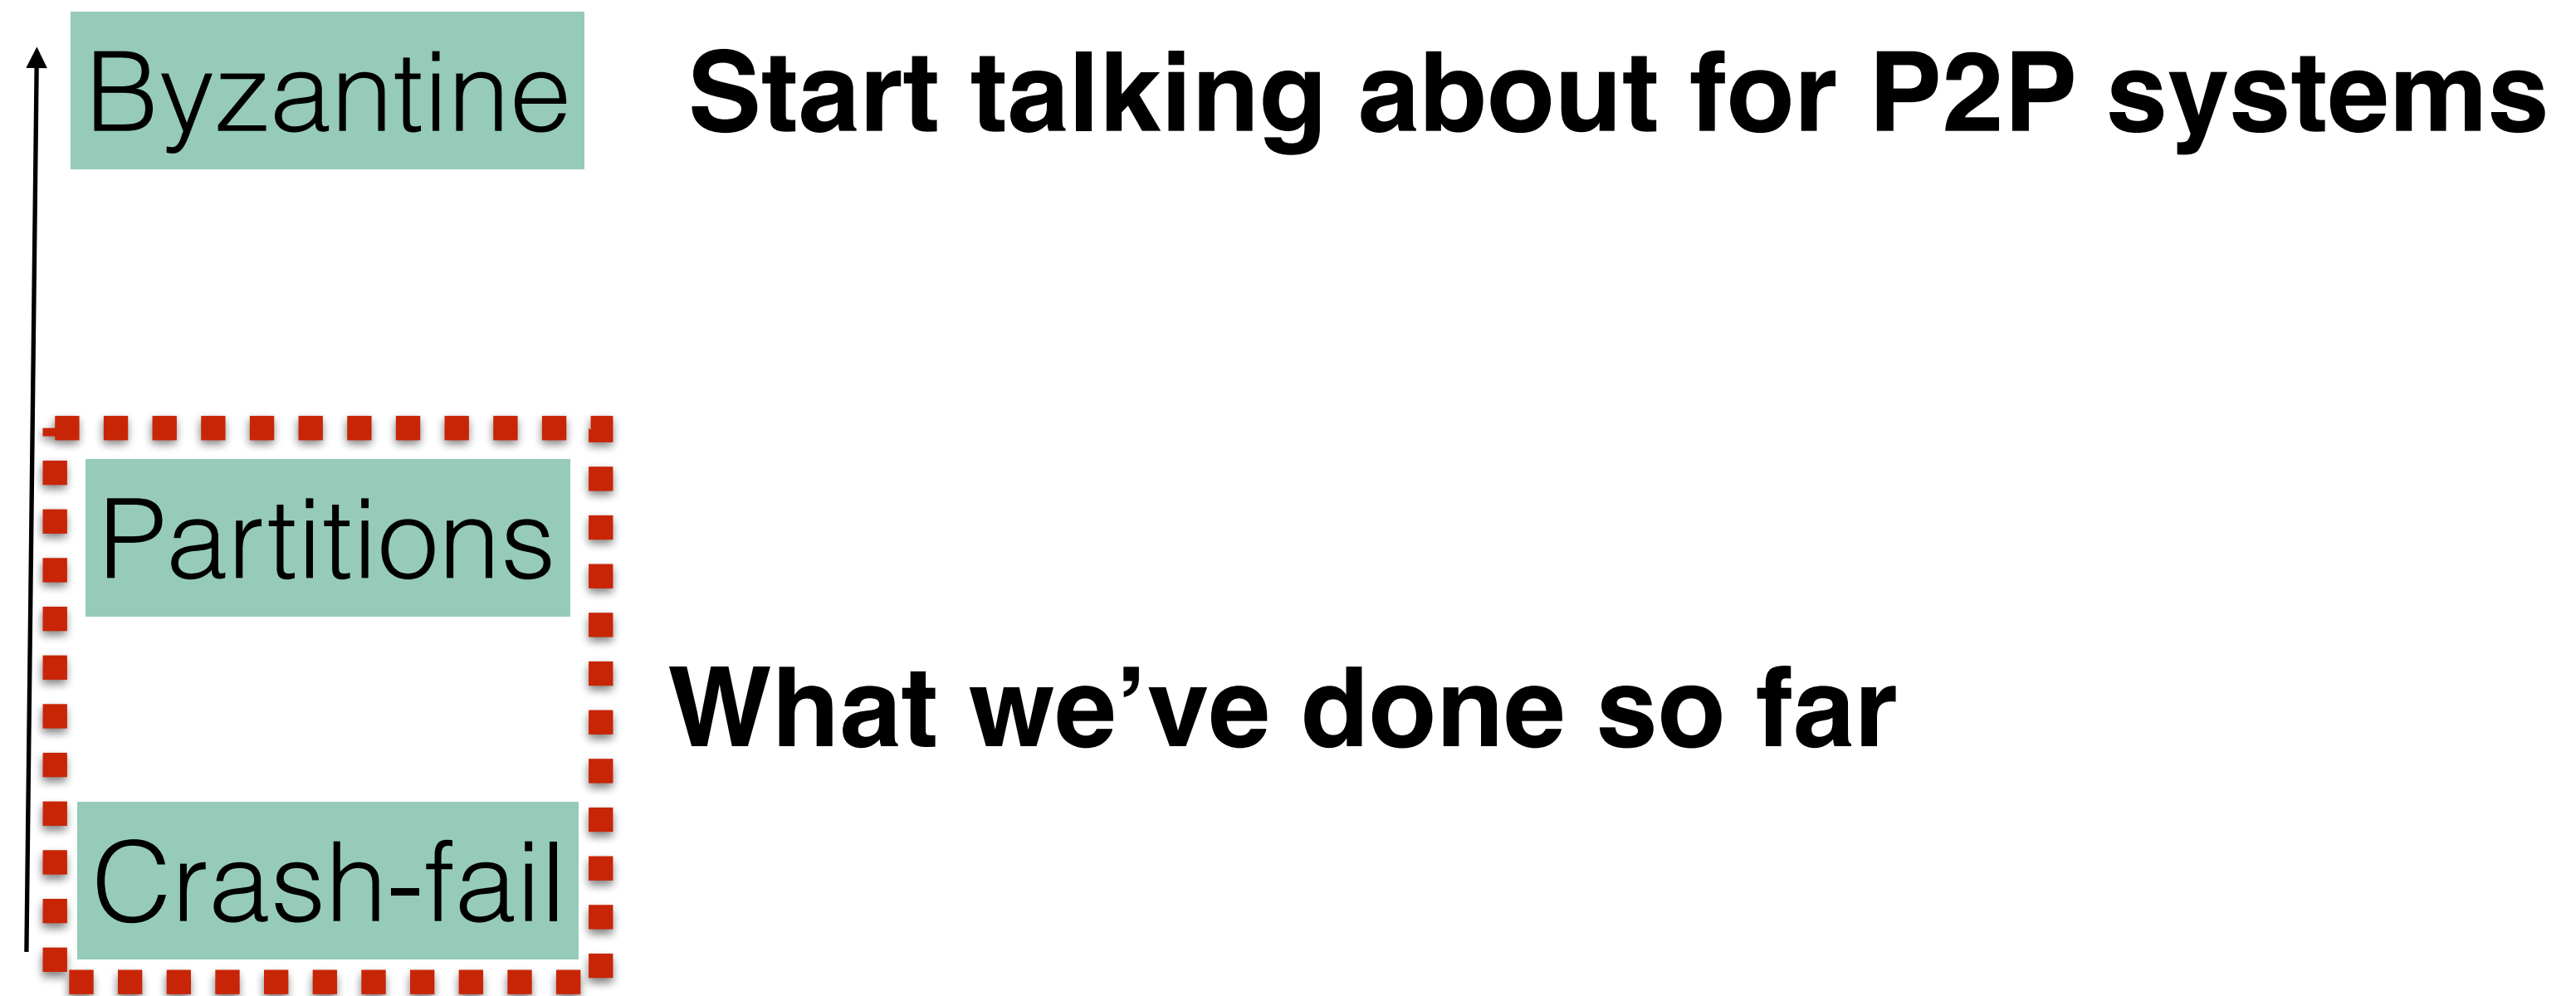 Byzantine Start talking about for P2P systems
Partitions
What we’ve done so far
Crash-fail